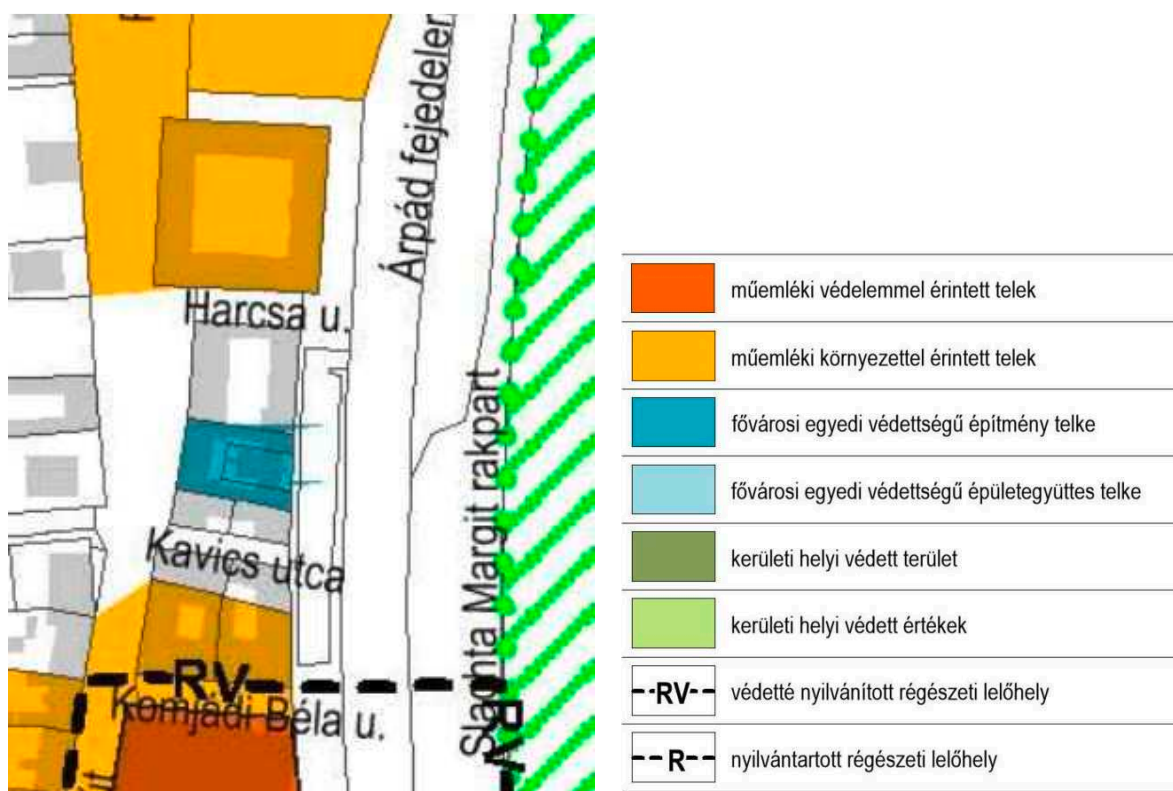 Árpád fejedelem
Harcsa u.
Slachta Margit rakpart
Kavics utca
RV
Komjádi Béla u.
RV
műemléki védelemmel érintett telek
műemléki környezettel érintett telek
fővárosi egyedi védettségű építmény telke
fővárosi egyedi védettségű épületegyüttes telke
kerületi helyi védett terület
kerületi helyi védett értékek
RV
védetté nyilvánított régészeti lelőhely
R
nyilvántartott régészeti lelőhely